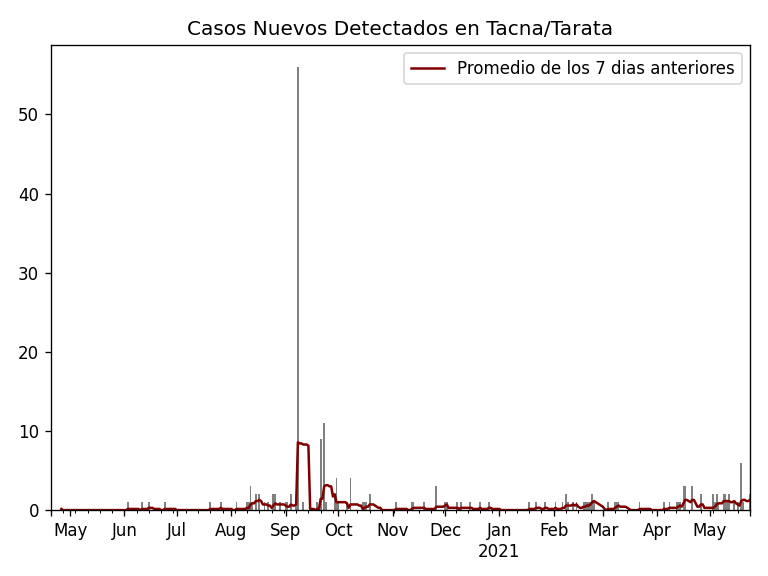 Casos Nuevos Detectados en Tacna/Tarata
Promedio de los 7 dias anteriores
50
40
30
20
10
0
May Jun Jul Aug Sep Oct Nov Dec Jan Feb Mar Apr May
2021